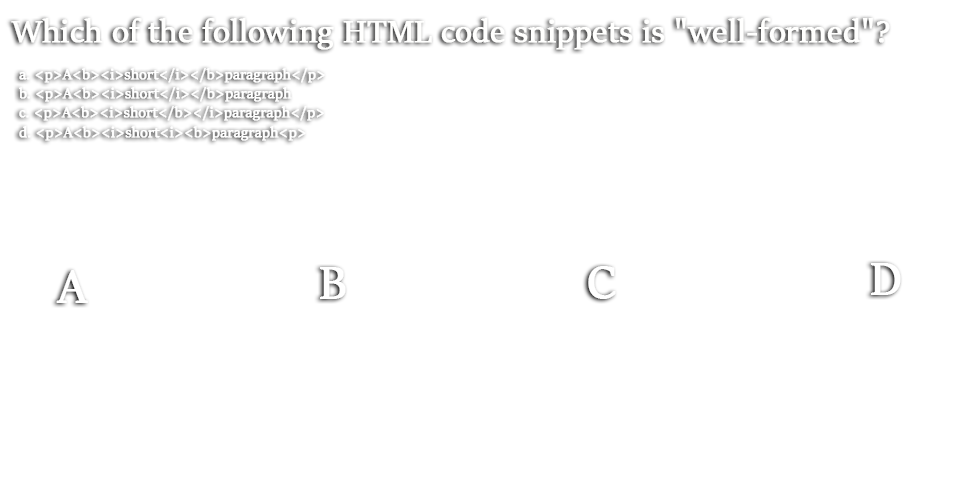 Which of the following HTML code snippets is "well-formed"?
a. <p>A<b><i>short</i></b>paragraph</p>
b. <p>A<b><i>short</i></b>paragraph
c. <p>A<b><i>short</b></i>paragraph</p>
d. <p>A<b><i>short<i><b>paragraph<p>
A B C D